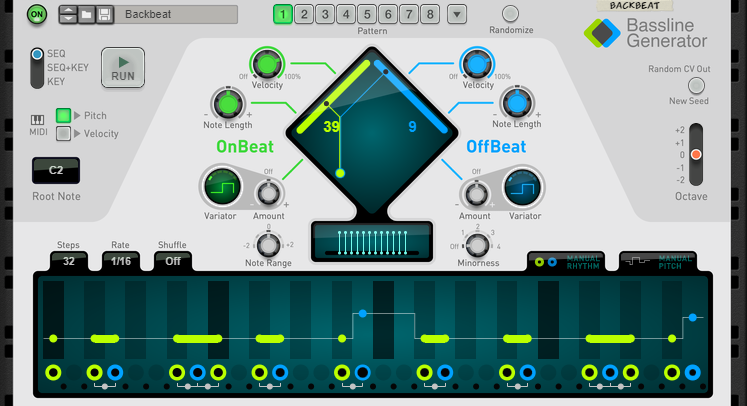 BACKBEAT
ON
Backbeat
1 2 3 4 5 6 7 8
Pattern
Randomize
Bassline
Generator
SEQ
SEQ+KEY
KEY
RUN
Off 100%
Velocity
Off 100%
Velocity
Random CV Out
New Seed
MIDI
Pitch
Velocity
- +
Note Length
- +
Note Length
39
9
OnBeat
OffBeat
+2
+1
0
-1
-2
Octave
C2
Root Note
Off
- +
Variator
Amount
Off
- +
Amount
Variator
0
-2 +2
Note Range
Off 1 2 3 4
Minorness
Steps
Rate
Shuffle
32
1/16
Off
MANUAL
RHYTHM
MANUAL
PITCH